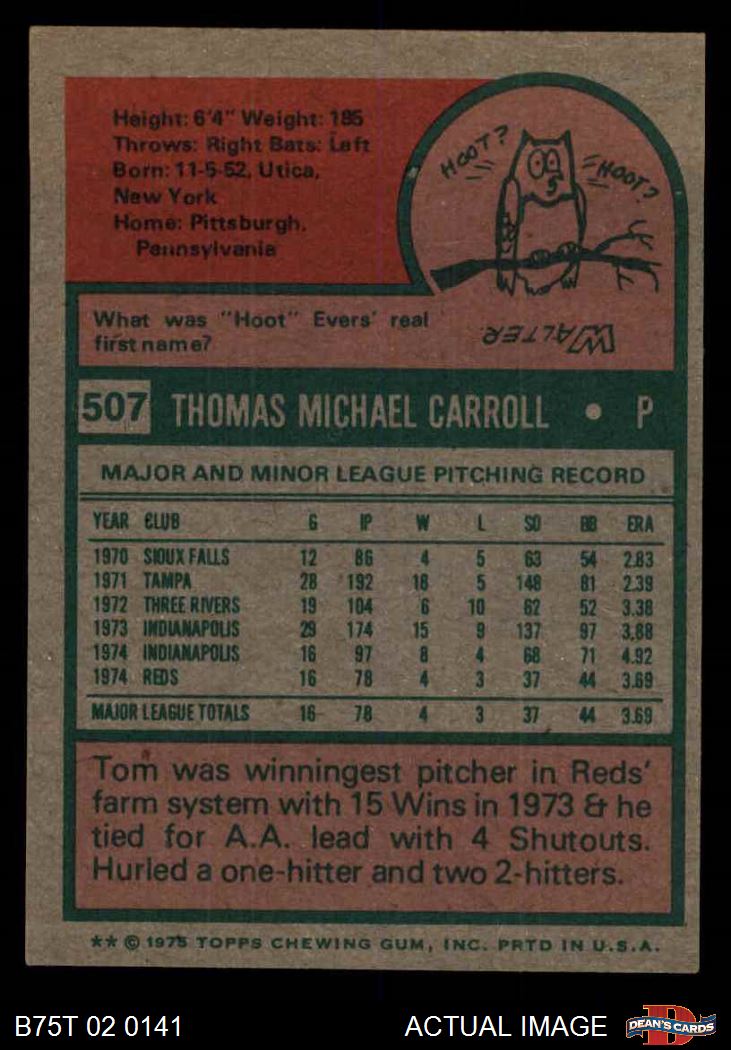 Height: 6'4" Weight: 185
Throws: Right Bats: Left
Born: 11-5-52, Utica,
New York
Home: Pittsburgh,
Pennsylvania
HOOT?
HOOT?
What was "Hoot" Evers' real
first name?
WALTER
507 THOMAS MICHAEL CARROLL • P
MAJOR AND MINOR LEAGUE PITCHING RECORD
YEAR CLUB G IP W L SO BB ERA
1970 SIOUX FALLS 12 86 4 5 63 54 2.83
1971 TAMPA 28 192 18 5 148 81 2.39
1972 THREE RIVERS 19 104 6 10 62 52 3.38
1973 INDIANAPOLIS 29 174 15 9 137 97 3.88
1974 INDIANAPOLIS 16 97 8 4 68 71 4.92
1974 REDS 16 78 4 3 37 44 3.69
MAJOR LEAGUE TOTALS 16 78 4 3 37 44 3.69
Tom was winningest pitcher in Reds'
farm system with 15 Wins in 1973 & he
tied for A.A. lead with 4 Shutouts.
Hurled a one-hitter and two 2-hitters.
** © 1975 TOPPS CHEWING GUM, INC. PRTD IN U.S.A.
B75T 02 0141 ACTUAL IMAGE DEAN'S CARDS